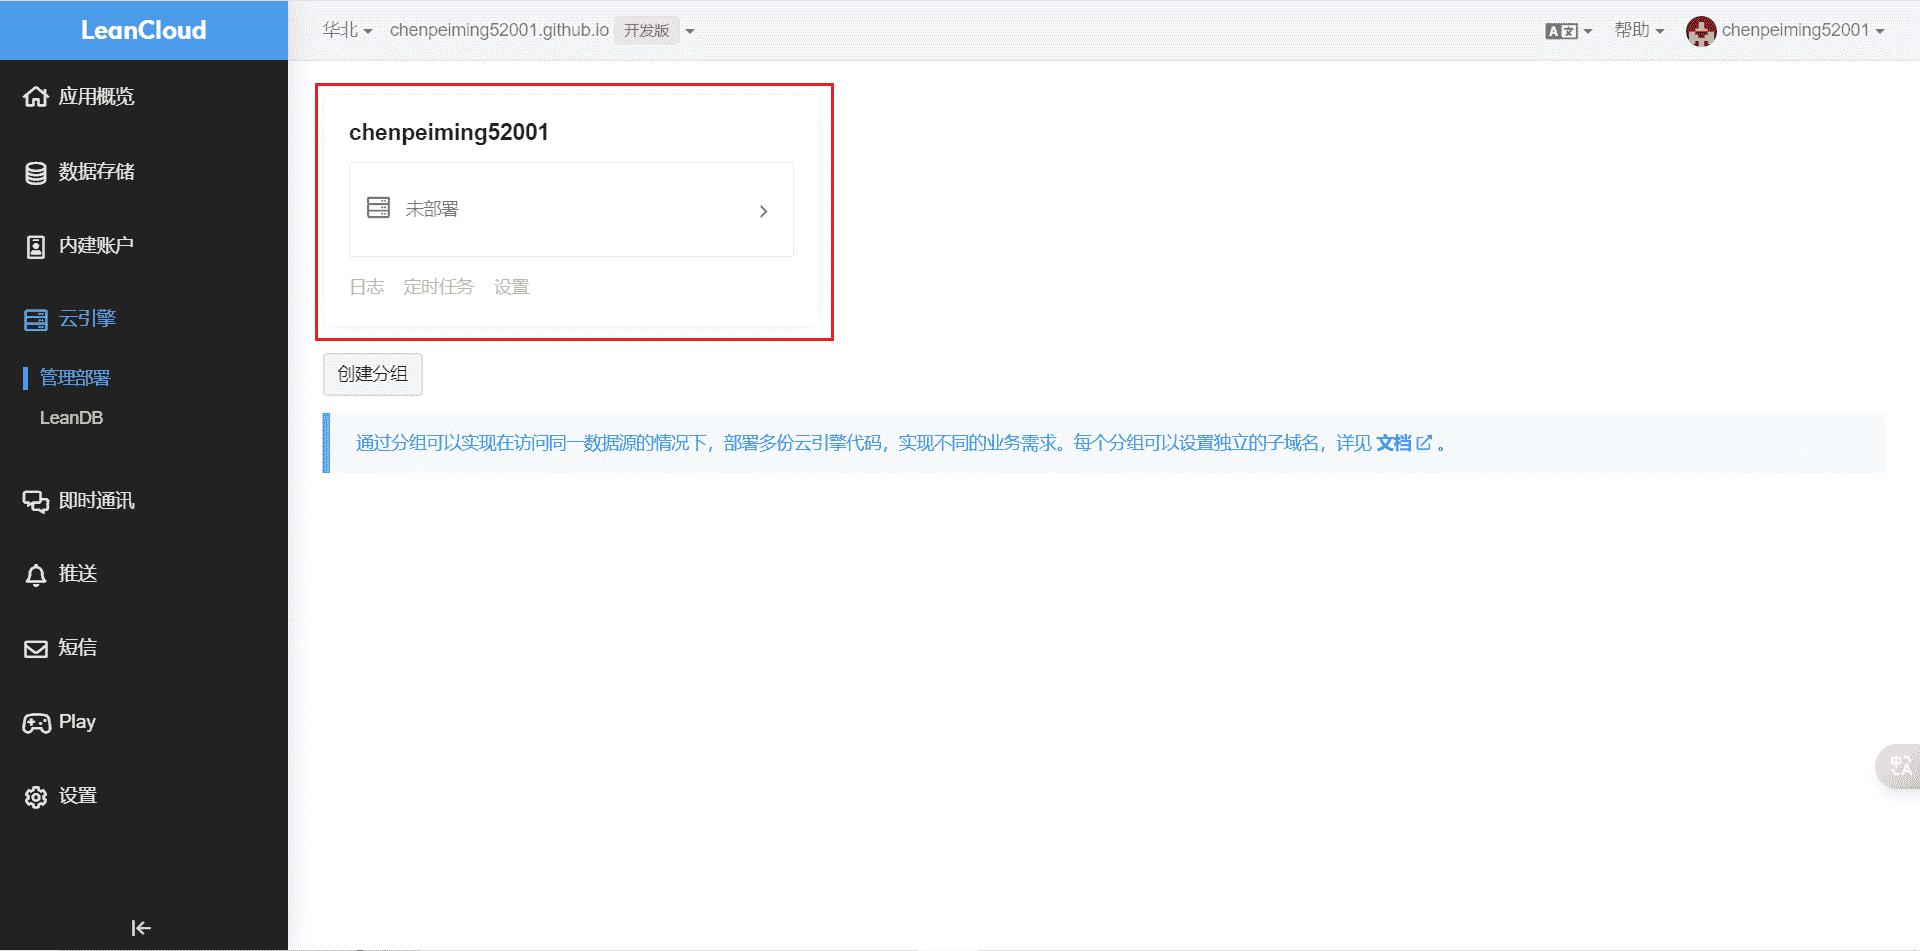 LeanCloud
华北 chenpeiming52001.github.io 开发版
帮助 chenpeiming52001
应用概览
数据存储
内建账户
云引擎
管理部署
LeanDB
即时通讯
推送
短信
Play
设置
chenpeiming52001
未部署
日志 定时任务 设置
创建分组
通过分组可以实现在访问同一数据源的情况下，部署多份云引擎代码，实现不同的业务需求。每个分组可以设置独立的子域名，详见 文档 。